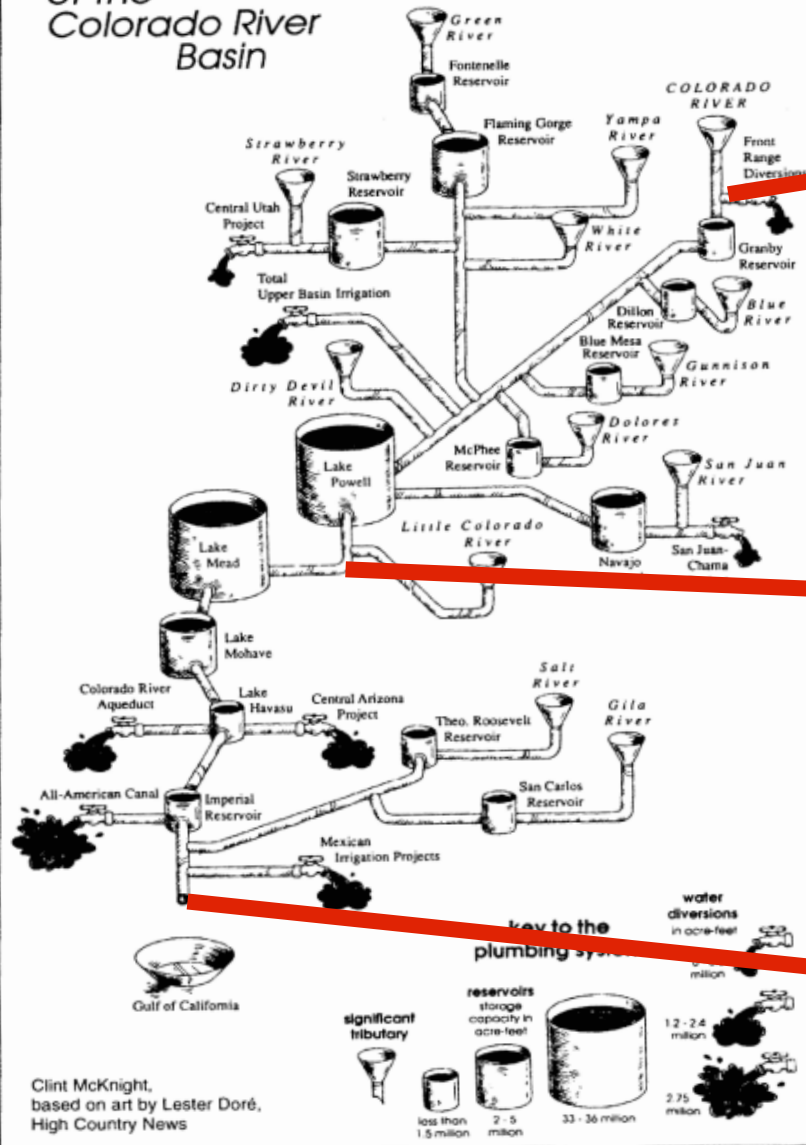 Colorado River
Basin
Green
River
Fontenelle
Reservoir
COLORADO
RIVER
Flaming Gorge
Reservoir
Yampa
River
Front
Range
Diversions
Strawberry
River
Strawberry
Reservoir
Central Utah
Project
White
River
Granby
Reservoir
Total
Upper Basin Irrigation
Dillon
Reservoir
Blue
River
Blue Mesa
Reservoir
Gunnison
River
Dirty Devil
River
Dolores
River
McPhee
Reservoir
Lake
Powell
San Juan
River
Little Colorado
River
Lake
Mead
Navajo
San Juan-
Chama
Lake
Mohave
Salt
River
Colorado River
Aqueduct
Lake
Havasu
Central Arizona
Project
Theo. Roosevelt
Reservoir
Gila
River
All-American Canal
Imperial
Reservoir
San Carlos
Reservoir
Mexican
Irrigation Projects
Gulf of California
key to the
plumbing
water
diversions
in acre-feet
million
significant
tributary
reservoirs
storage
capacity in
acre-feet
1.2 - 2.4
million
2.75
million
less than
1.5 million
2 - 5
million
33 - 36 million
Clint McKnight,
based on art by Lester Doré,
High Country News